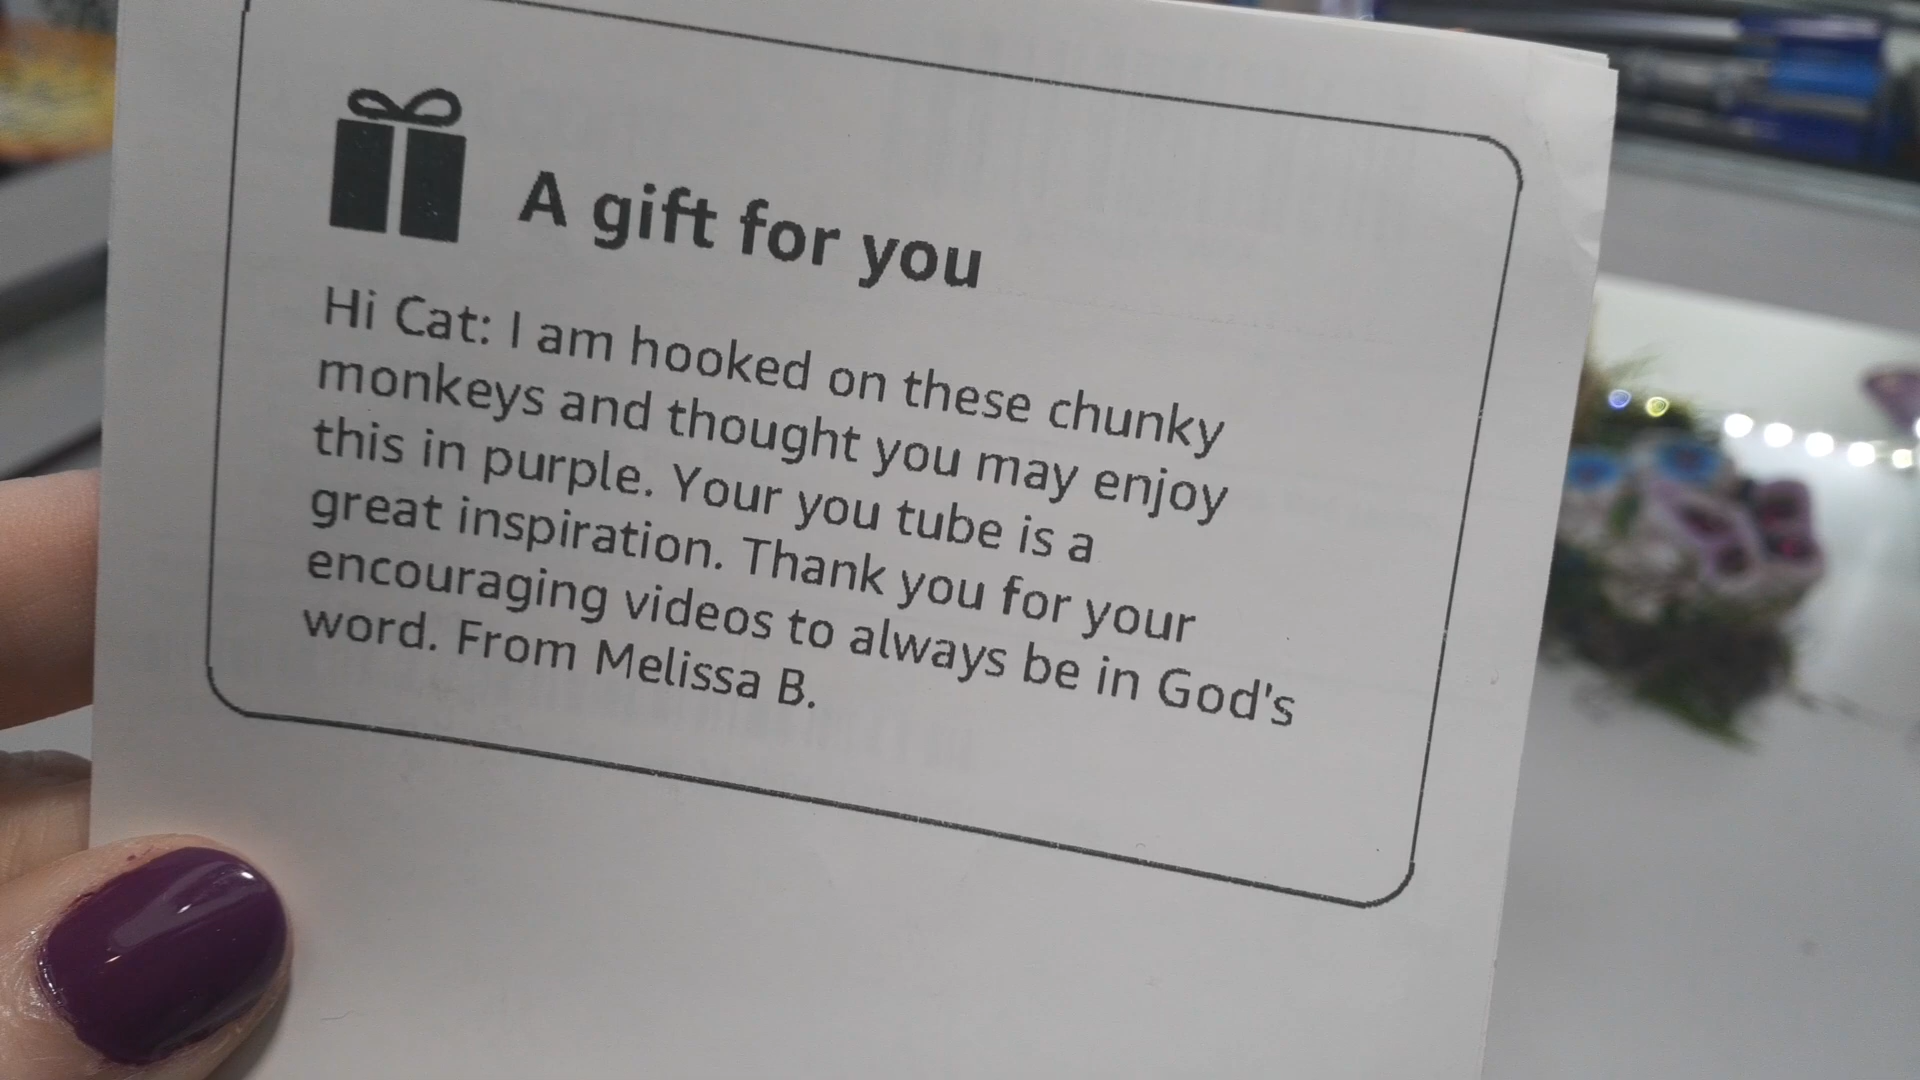 A gift for you
Hi Cat: I am hooked on these chunky
monkeys and thought you may enjoy
this in purple. Your you tube is a
great inspiration. Thank you for your
encouraging videos to always be in God's
word. From Melissa B.